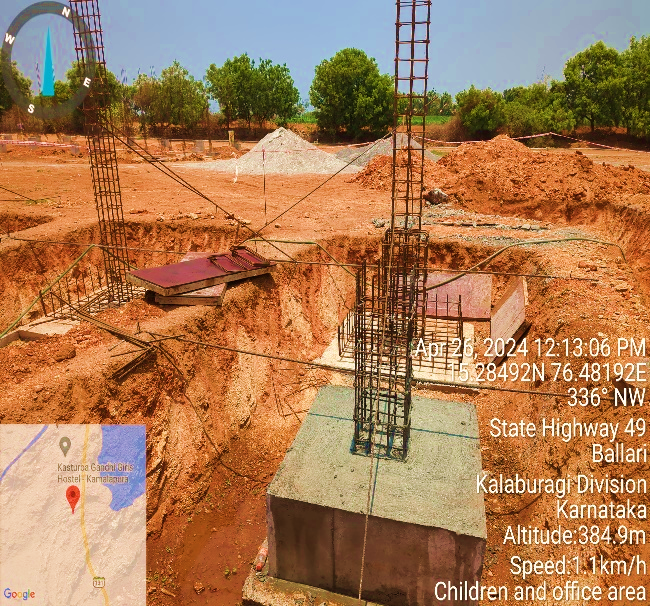 N
W
E
S
Apr 26, 2024 12:13:06 PM
15.28492N 76.48192E
336° NW
State Highway 49
Ballari
Kalaburagi Division
Karnataka
Altitude:384.9m
Speed:1.1km/h
Children and office area
Kasturba Gandhi Girls
Hostel - Kamalapura
Google